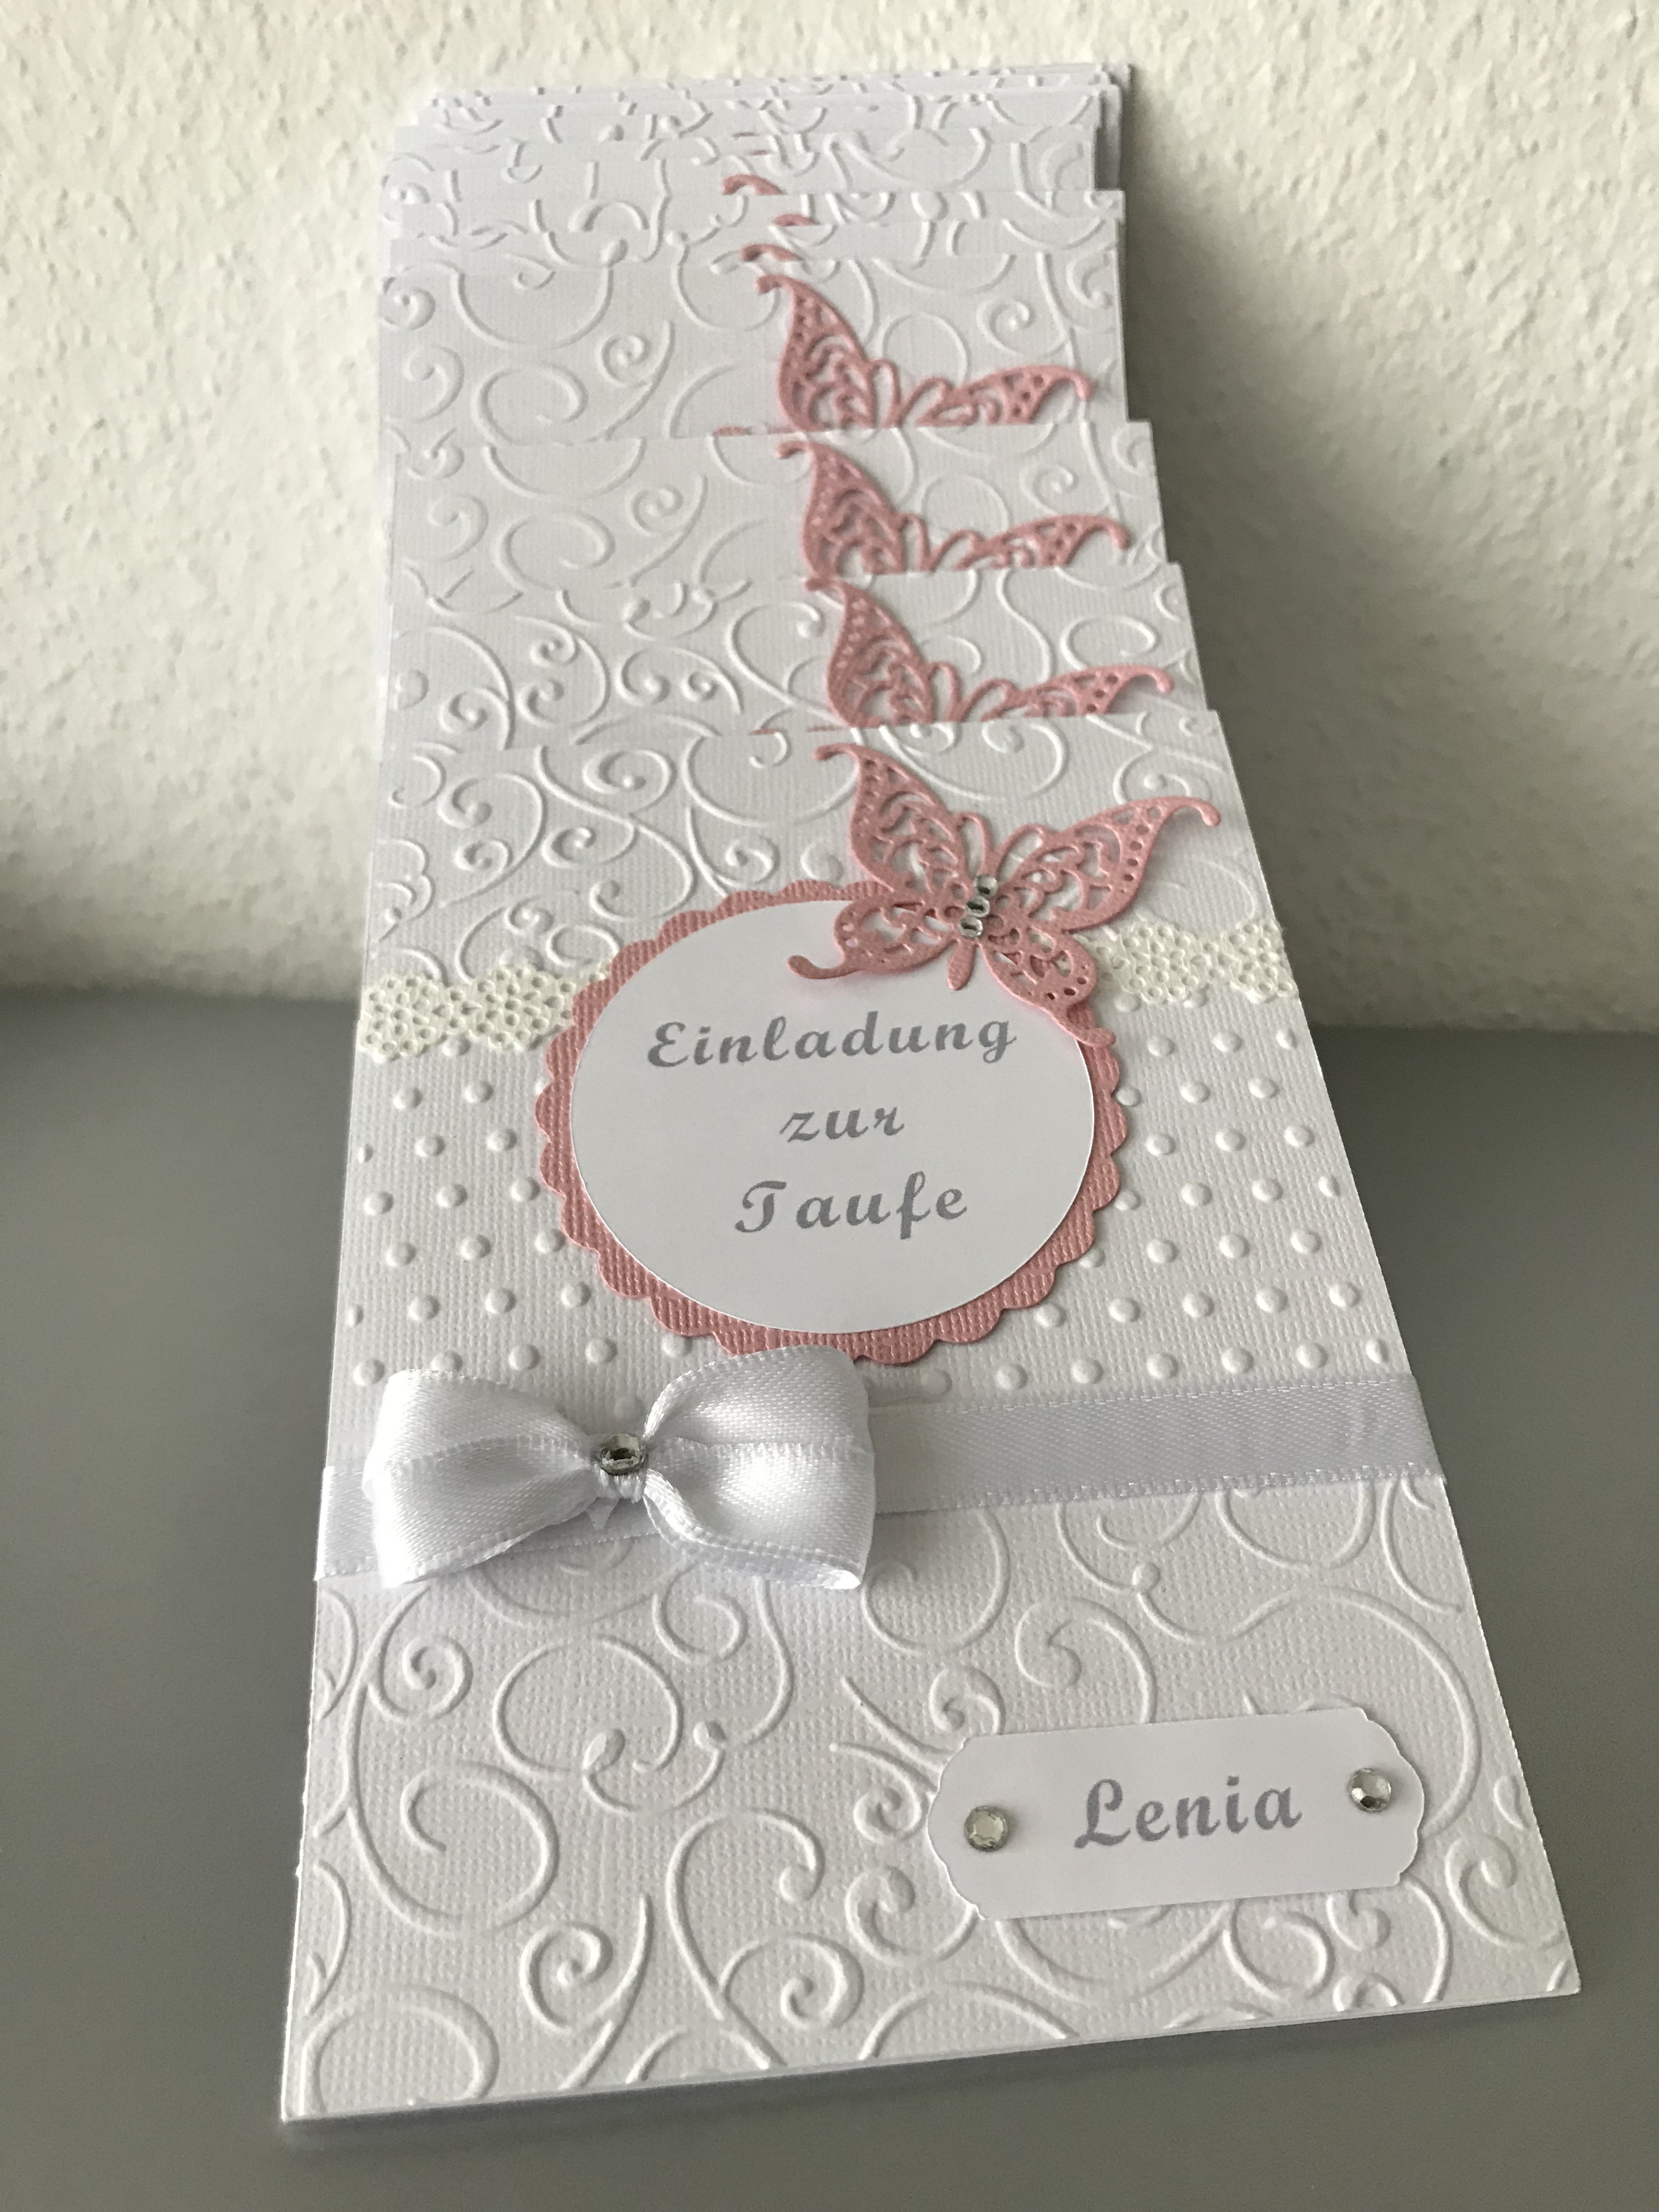 Einladung
zur
Taufe
Lenia